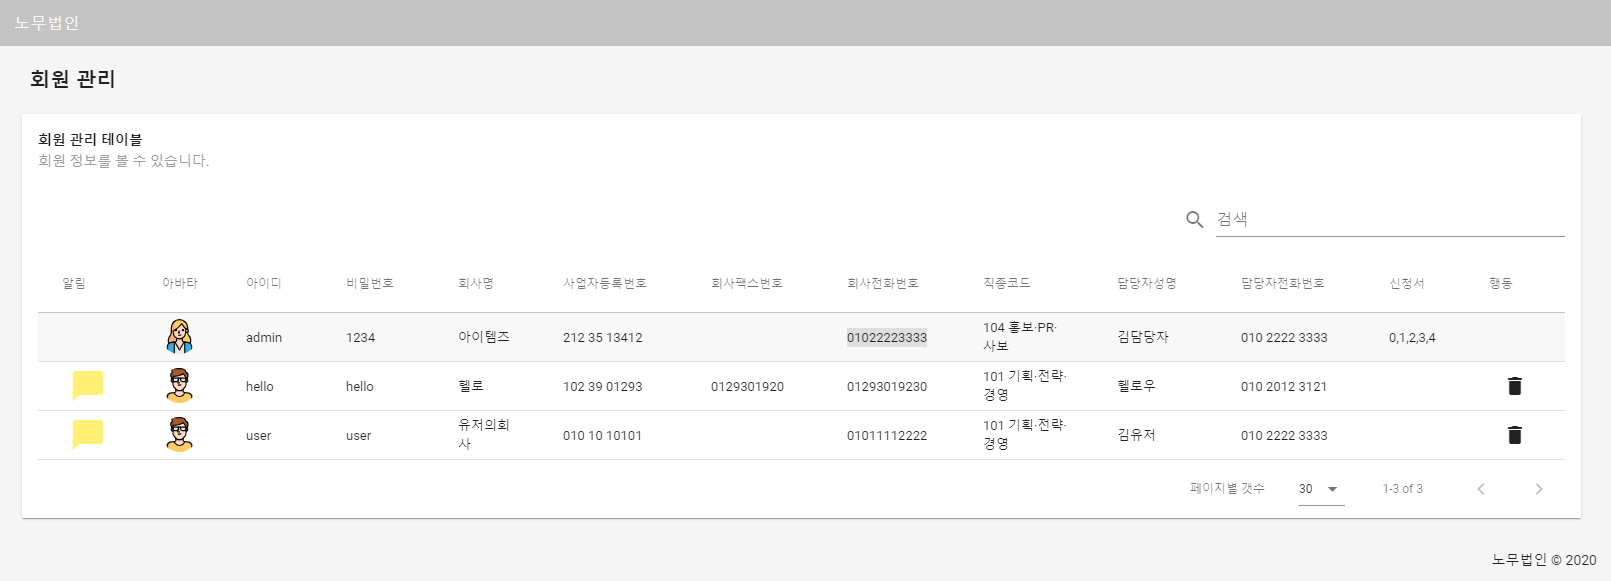 노무법인
회원 관리
회원 관리 테이블
회원 정보를 볼 수 있습니다.
검색
알림 아바타 아이디 비밀번호 회사명 사업자등록번호 회사팩스번호 회사전화번호 직종코드 담당자성명 담당자전화번호 신청서 행동
admin 1234 아이템즈 212 35 13412 01022223333 104 홍보·PR· 김담당자 010 2222 3333 0,1,2,3,4
사보
hello hello 헬로 102 39 01293 0129301920 01293019230 101 기획·전략· 헬로우 010 2012 3121
경영
user user 유저의회 010 10 10101 01011112222 101 기획·전략· 김유저 010 2222 3333
사 경영
페이지별 갯수 30 1-3 of 3
노무법인 © 2020